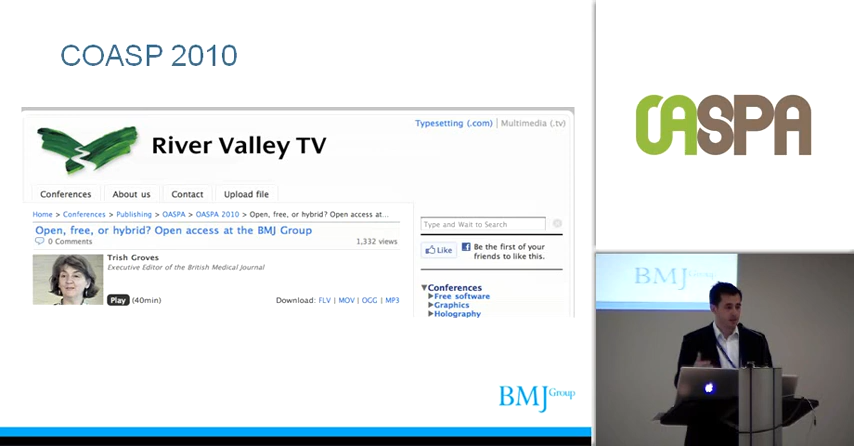 COASP 2010
River Valley TV
Typesetting (.com) | Multimedia (.tv)
Conferences About us Contact Upload file
Home > Conferences > Publishing > OASPA > OASPA 2010 > Open, free, or hybrid? Open access at...
Open, free, or hybrid? Open access at the BMJ Group
0 Comments 1,332 views
Trish Groves
Executive Editor of the British Medical Journal
Play (40min) Download: FLV | MOV | OGG | MP3
Type and Wait to Search
Like Be the first of your
friends to like this.
Conferences
Free software
Graphics
Holography
BMJ Group
OASPA
BMJ Group